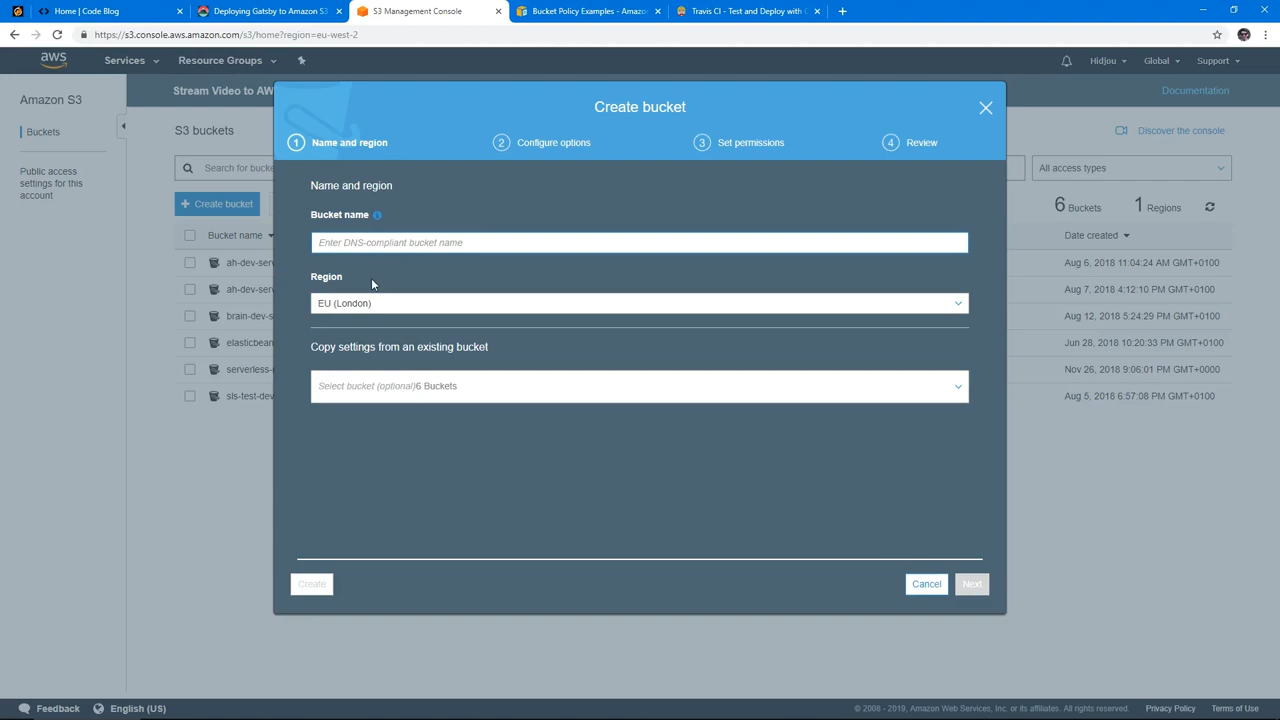 Home | Code Blog
Deploying Gatsby to Amazon S3
S3 Management Console
Bucket Policy Examples - Amazo
Travis CI - Test and Deploy with C
https://s3.console.aws.amazon.com/s3/home?region=eu-west-2
aws
Services
Resource Groups
Hidjou
Global
Support
Amazon S3
Buckets
Public access
settings for this
account
Stream Video to AW
Documentation
S3 buckets
Discover the console
Search for bucke
All access types
+ Create bucket
6 Buckets
1 Regions
Bucket name
Date created
ah-dev-ser
Aug 6, 2018 11:04:24 AM GMT+0100
ah-dev-ser
Aug 7, 2018 4:12:10 PM GMT+0100
brain-dev-s
Aug 12, 2018 5:24:29 PM GMT+0100
elasticbean
Jun 28, 2018 10:20:33 PM GMT+0100
serverless-
Nov 26, 2018 9:06:01 PM GMT+0000
sls-test-dev
Aug 5, 2018 6:57:08 PM GMT+0100
Create bucket
1 Name and region
2 Configure options
3 Set permissions
4 Review
Name and region
Bucket name
Enter DNS-compliant bucket name
Region
EU (London)
Copy settings from an existing bucket
Select bucket (optional)6 Buckets
Create
Cancel
Next
Feedback
English (US)
© 2008 - 2019, Amazon Web Services, Inc. or its affiliates. All rights reserved.
Privacy Policy
Terms of Use